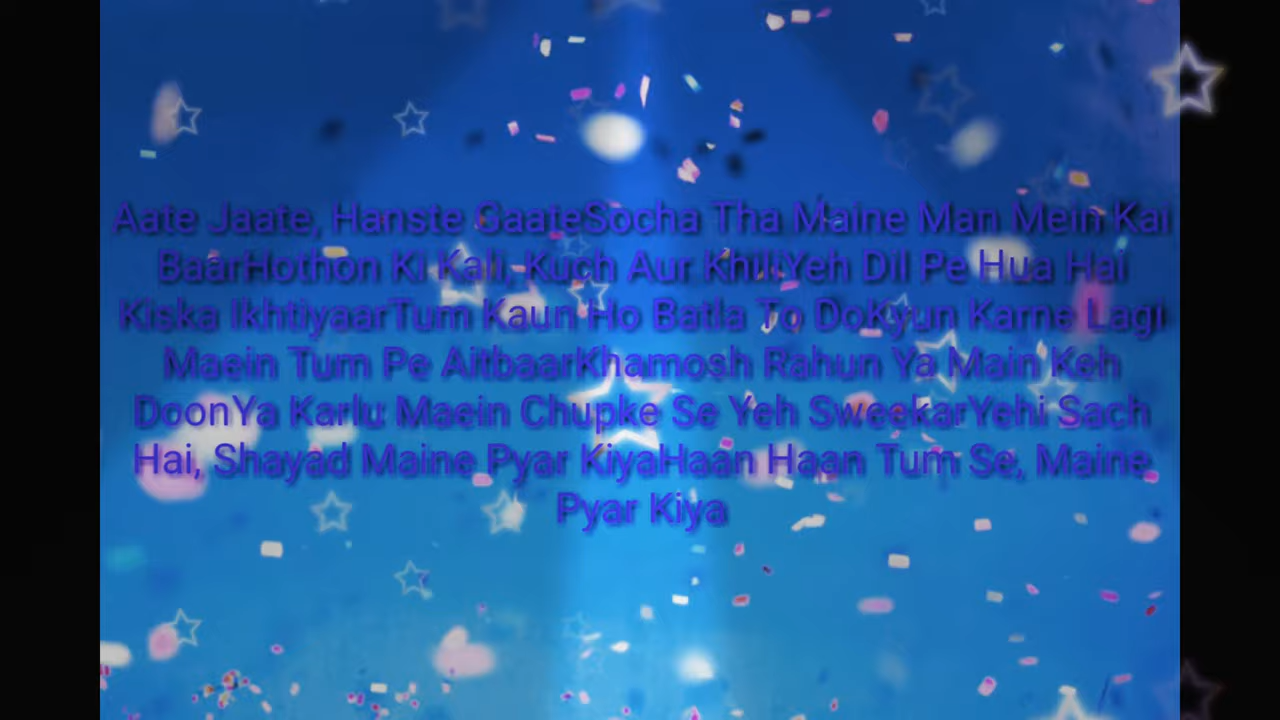 Aate Jaate, Hanste GaateSocha Tha Maine Man Mein Kai
BaarHothon Ki Kali, Kuch Aur KhiliYeh Dil Pe Hua Hai
Kiska IkhtiyaarTum Kaun Ho Batla To DoKyun Karne Lagi
Maein Tum Pe AitbaarKhamosh Rahun Ya Main Keh
DoonYa Karlu Maein Chupke Se Yeh SweekarYehi Sach
Hai, Shayad Maine Pyar KiyaHaan Haan Tum Se, Maine
Pyar Kiya